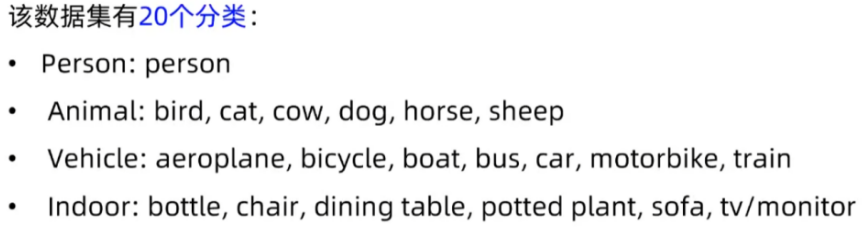 该数据集有20个分类：
• Person: person
• Animal: bird, cat, cow, dog, horse, sheep
• Vehicle: aeroplane, bicycle, boat, bus, car, motorbike, train
• Indoor: bottle, chair, dining table, potted plant, sofa, tv/monitor